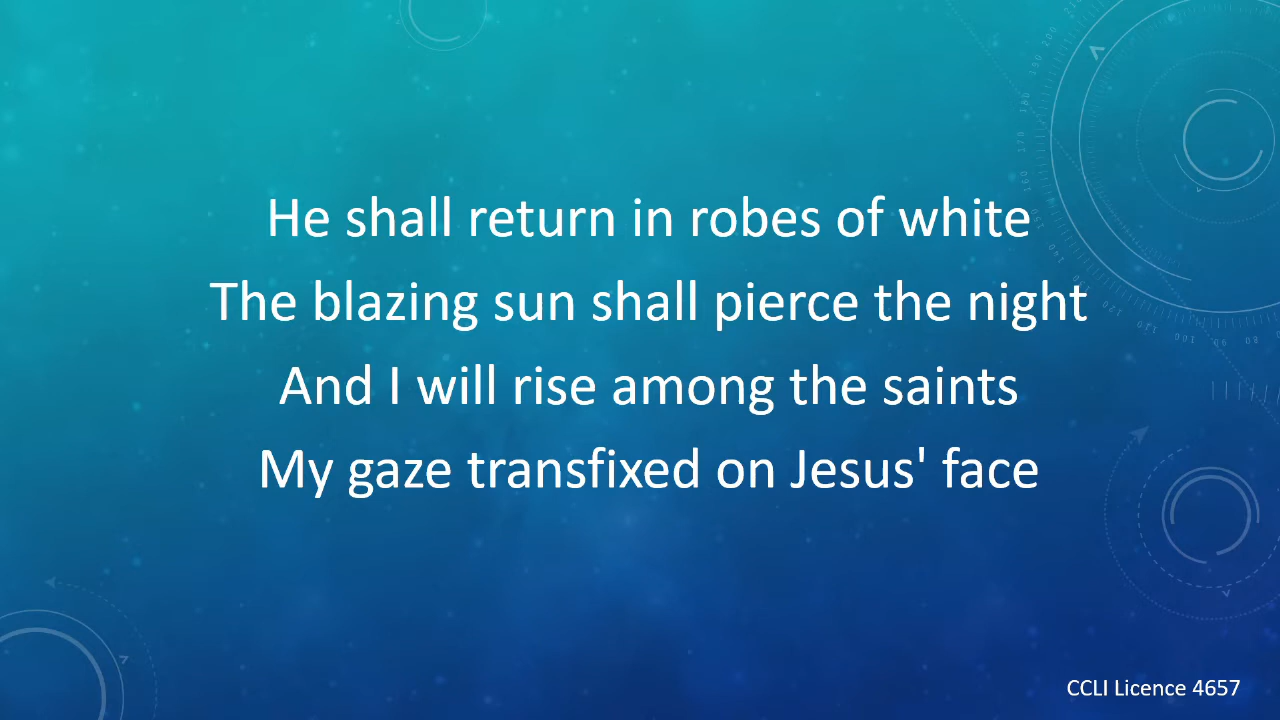 He shall return in robes of white
The blazing sun shall pierce the night
And I will rise among the saints
My gaze transfixed on Jesus' face
CCLI Licence 4657